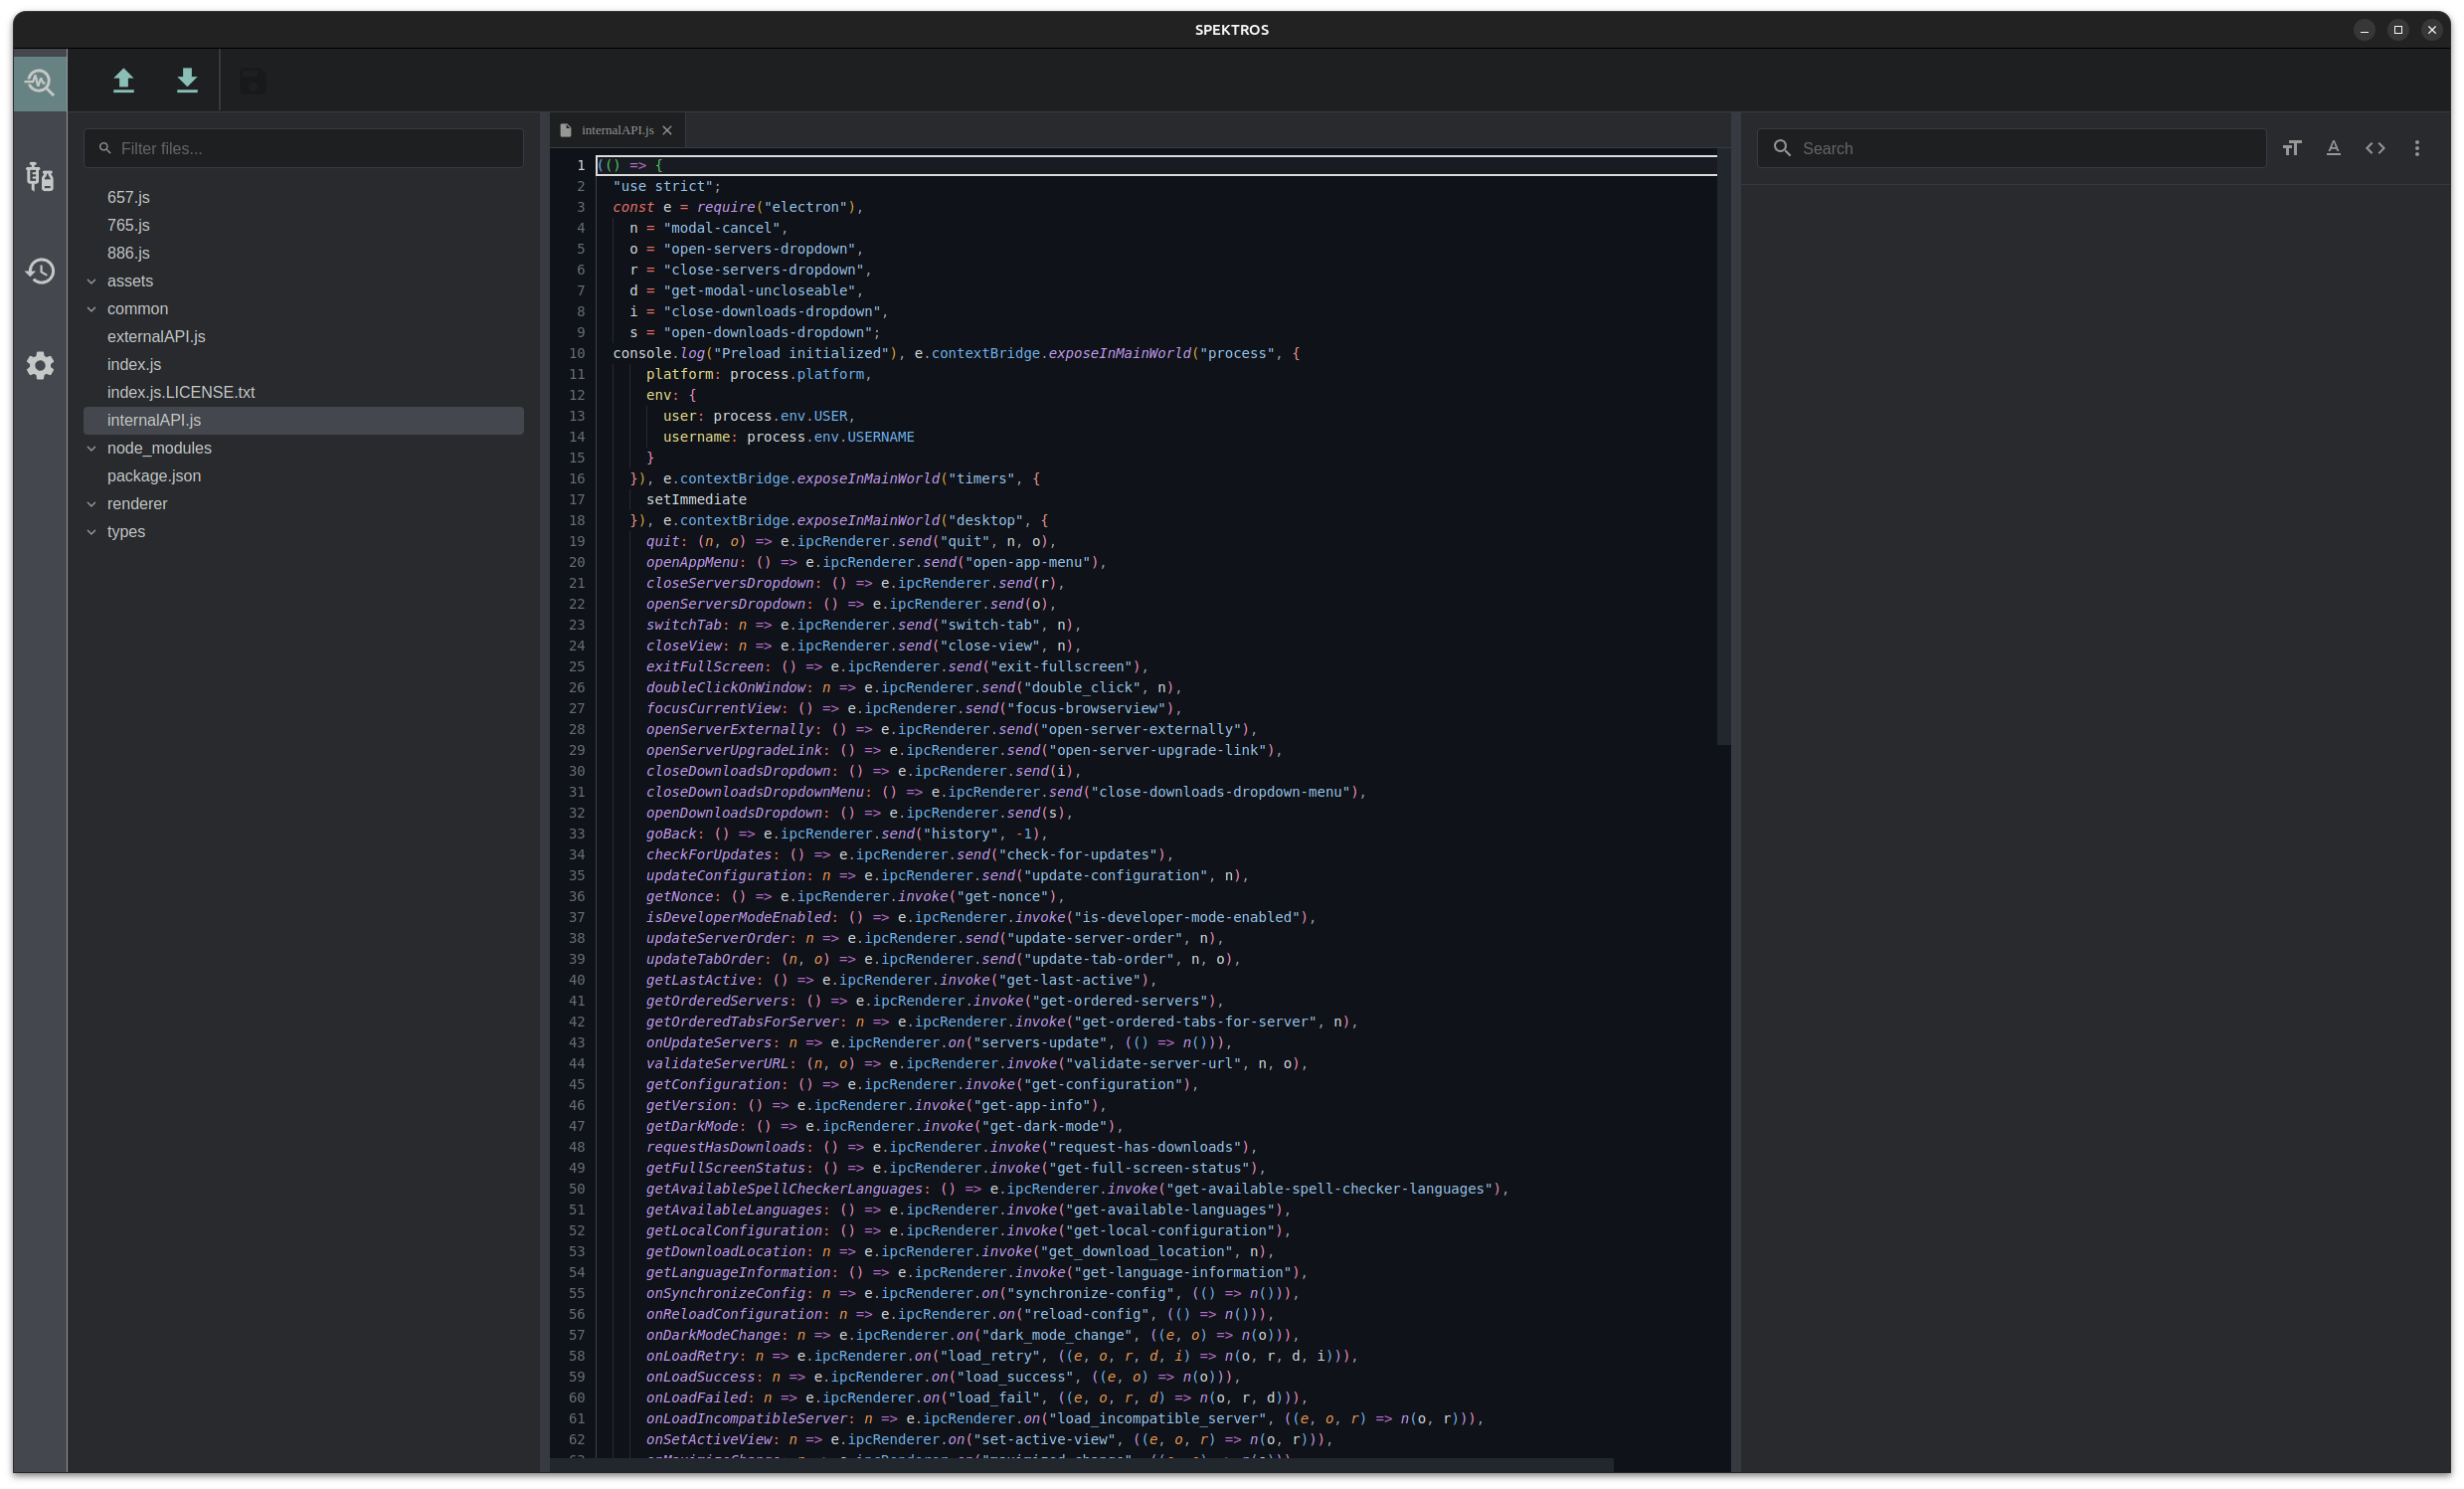 SPEKTROS
Filter files...
657.js
765.js
886.js
assets
common
externalAPI.js
index.js
index.js.LICENSE.txt
internalAPI.js
node_modules
package.json
renderer
types
internalAPI.js
1 (() => {
2 "use strict";
3 const e = require("electron"),
4 n = "modal-cancel",
5 o = "open-servers-dropdown",
6 r = "close-servers-dropdown",
7 d = "get-modal-uncloseable",
8 i = "close-downloads-dropdown",
9 s = "open-downloads-dropdown";
10 console.log("Preload initialized"), e.contextBridge.exposeInMainWorld("process", {
11 platform: process.platform,
12 env: {
13 user: process.env.USER,
14 username: process.env.USERNAME
15 }
16 }), e.contextBridge.exposeInMainWorld("timers", {
17 setImmediate
18 }), e.contextBridge.exposeInMainWorld("desktop", {
19 quit: (n, o) => e.ipcRenderer.send("quit", n, o),
20 openAppMenu: () => e.ipcRenderer.send("open-app-menu"),
21 closeServersDropdown: () => e.ipcRenderer.send(r),
22 openServersDropdown: () => e.ipcRenderer.send(o),
23 switchTab: n => e.ipcRenderer.send("switch-tab", n),
24 closeView: n => e.ipcRenderer.send("close-view", n),
25 exitFullScreen: () => e.ipcRenderer.send("exit-fullscreen"),
26 doubleClickOnWindow: n => e.ipcRenderer.send("double_click", n),
27 focusCurrentView: () => e.ipcRenderer.send("focus-browserview"),
28 openServerExternally: () => e.ipcRenderer.send("open-server-externally"),
29 openServerUpgradeLink: () => e.ipcRenderer.send("open-server-upgrade-link"),
30 closeDownloadsDropdown: () => e.ipcRenderer.send(i),
31 closeDownloadsDropdownMenu: () => e.ipcRenderer.send("close-downloads-dropdown-menu"),
32 openDownloadsDropdown: () => e.ipcRenderer.send(s),
33 goBack: () => e.ipcRenderer.send("history", -1),
34 checkForUpdates: () => e.ipcRenderer.send("check-for-updates"),
35 updateConfiguration: n => e.ipcRenderer.send("update-configuration", n),
36 getNonce: () => e.ipcRenderer.invoke("get-nonce"),
37 isDeveloperModeEnabled: () => e.ipcRenderer.invoke("is-developer-mode-enabled"),
38 updateServerOrder: n => e.ipcRenderer.send("update-server-order", n),
39 updateTabOrder: (n, o) => e.ipcRenderer.send("update-tab-order", n, o),
40 getLastActive: () => e.ipcRenderer.invoke("get-last-active"),
41 getOrderedServers: () => e.ipcRenderer.invoke("get-ordered-servers"),
42 getOrderedTabsForServer: n => e.ipcRenderer.invoke("get-ordered-tabs-for-server", n),
43 onUpdateServers: n => e.ipcRenderer.on("servers-update", (() => n())),
44 validateServerURL: (n, o) => e.ipcRenderer.invoke("validate-server-url", n, o),
45 getConfiguration: () => e.ipcRenderer.invoke("get-configuration"),
46 getVersion: () => e.ipcRenderer.invoke("get-app-info"),
47 getDarkMode: () => e.ipcRenderer.invoke("get-dark-mode"),
48 requestHasDownloads: () => e.ipcRenderer.invoke("request-has-downloads"),
49 getFullScreenStatus: () => e.ipcRenderer.invoke("get-full-screen-status"),
50 getAvailableSpellCheckerLanguages: () => e.ipcRenderer.invoke("get-available-spell-checker-languages"),
51 getAvailableLanguages: () => e.ipcRenderer.invoke("get-available-languages"),
52 getLocalConfiguration: () => e.ipcRenderer.invoke("get-local-configuration"),
53 getDownloadLocation: n => e.ipcRenderer.invoke("get_download_location", n),
54 getLanguageInformation: () => e.ipcRenderer.invoke("get-language-information"),
55 onSynchronizeConfig: n => e.ipcRenderer.on("synchronize-config", (() => n())),
56 onReloadConfiguration: n => e.ipcRenderer.on("reload-config", (() => n())),
57 onDarkModeChange: n => e.ipcRenderer.on("dark_mode_change", ((e, o) => n(o))),
58 onLoadRetry: n => e.ipcRenderer.on("load_retry", ((e, o, r, d, i) => n(o, r, d, i))),
59 onLoadSuccess: n => e.ipcRenderer.on("load_success", ((e, o) => n(o))),
60 onLoadFailed: n => e.ipcRenderer.on("load_fail", ((e, o, r, d) => n(o, r, d))),
61 onLoadIncompatibleServer: n => e.ipcRenderer.on("load_incompatible_server", ((e, o, r) => n(o, r))),
62 onSetActiveView: n => e.ipcRenderer.on("set-active-view", ((e, o, r) => n(o, r))),
Search